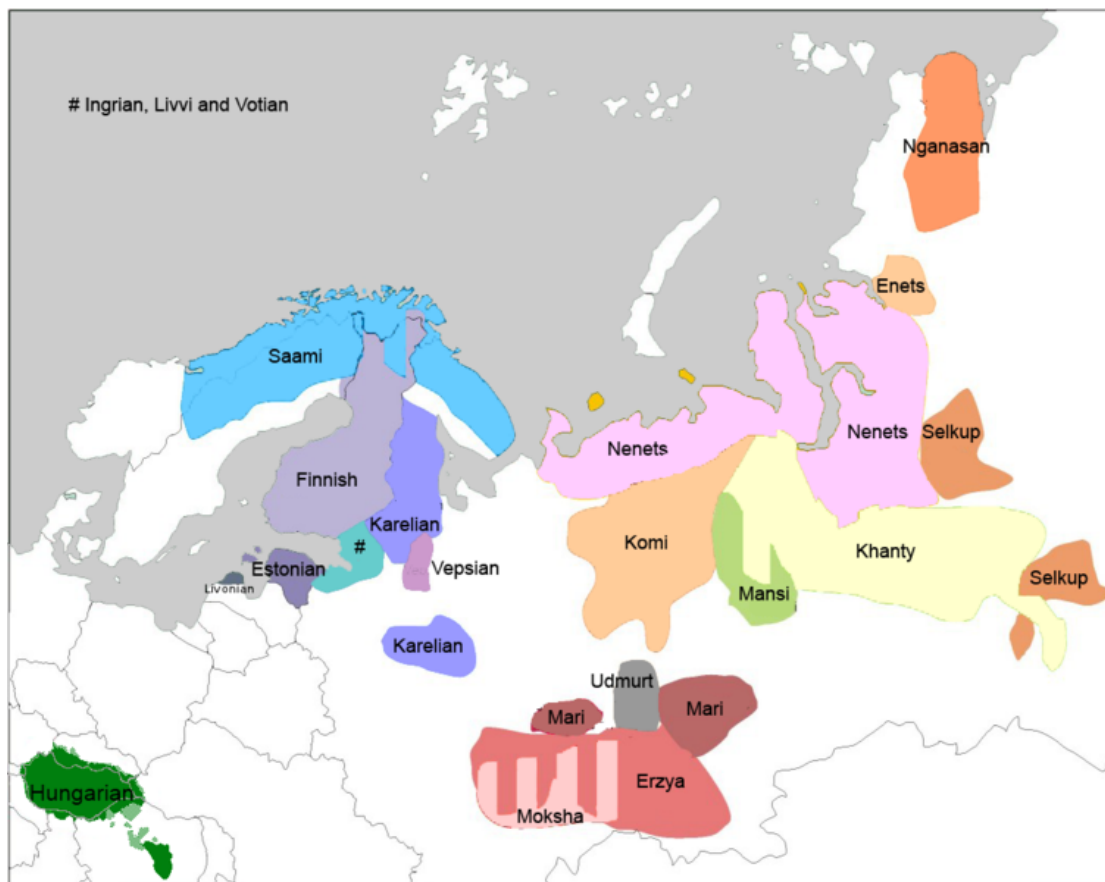 # Ingrian, Livvi and Votian
Nganasan
Enets
Saami
Nenets
Nenets
Selkup
Finnish
Karelian
#
Komi
Khanty
Estonian
Livonian
Vepsian
Mansi
Selkup
Karelian
Udmurt
Mari
Mari
Erzya
Moksha
Hungarian